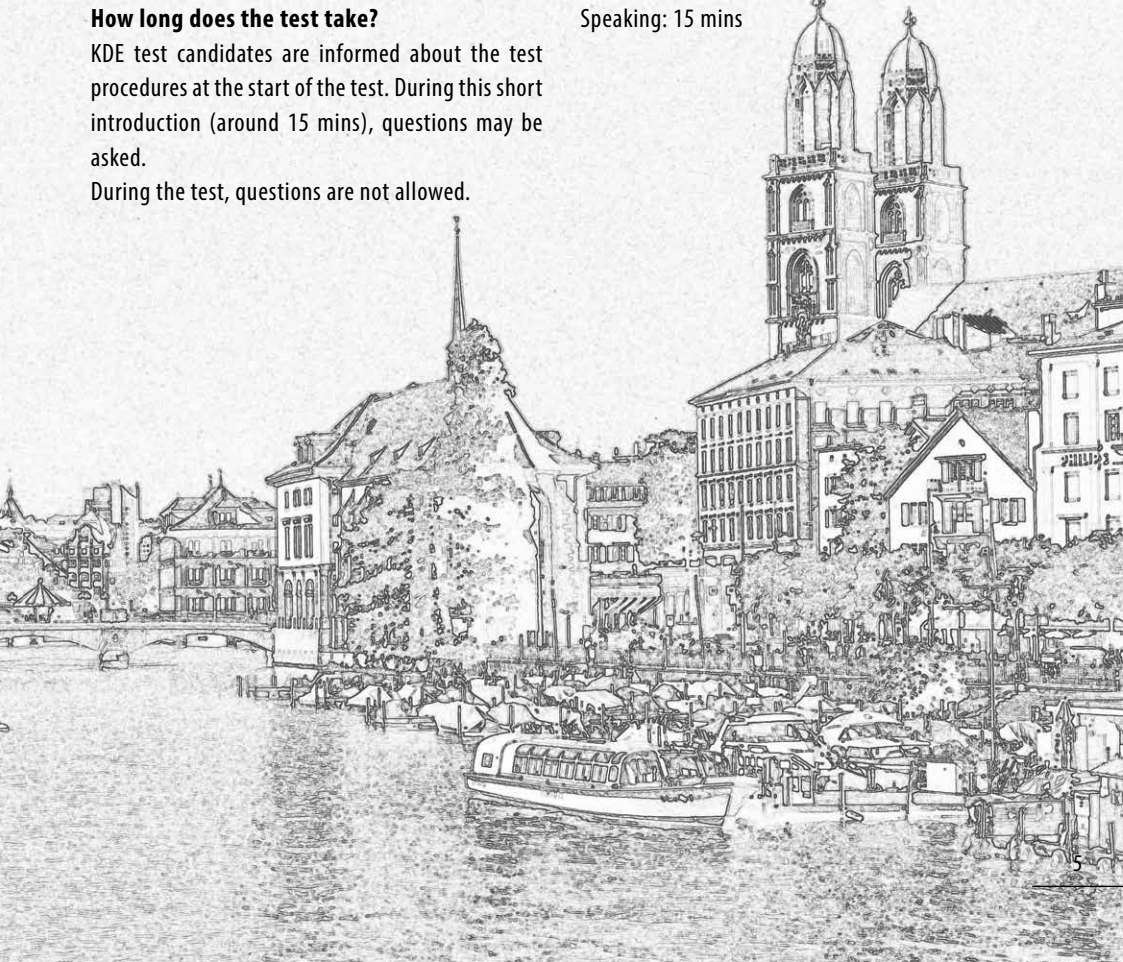 How long does the test take?
KDE test candidates are informed about the test
procedures at the start of the test. During this short
introduction (around 15 mins), questions may be
asked.
During the test, questions are not allowed.
Speaking: 15 mins
PHILIPS
5